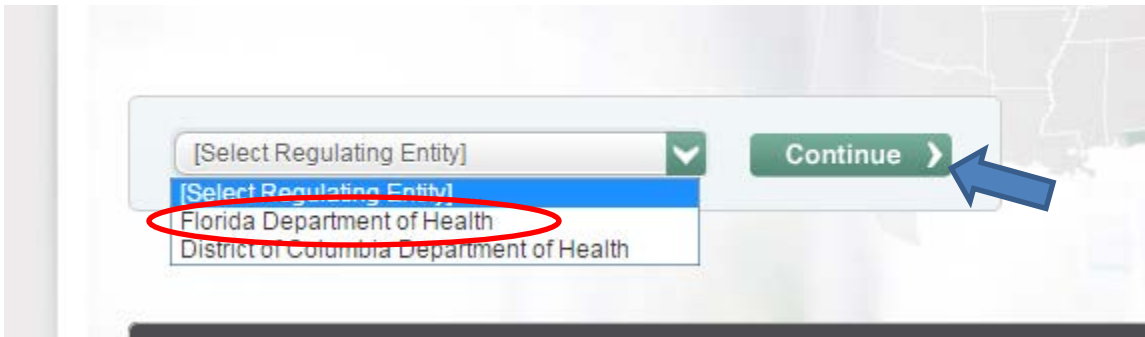 [Select Regulating Entity]
Continue
[Select Regulating Entity]
Florida Department of Health
District of Columbia Department of Health